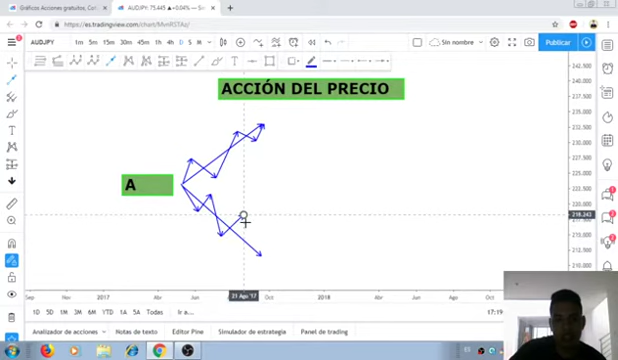 Gráficos Acciones gratuitos, Co
AUDJPY: 75.445 ▲+0.04% M-S
https://es.tradingview.com/chart/MvnRSTAz/
AUDJPY 1m 5m 15m 30m 45m 1h 2h 4h D S M Sin nombre Publicar
ACCIÓN DEL PRECIO
A
242.500
240.000
237.500
235.000
232.500
230.000
227.500
225.000
222.500
220.000
218.243
215.000
212.500
210.000
Sep Nov 2017 Abr Jun 21 Ago '17 Oct 2018 Abr Jun
1D 5D 1M 3M 6M YTD 1A 5A Todas Ir a... 17:19
Analizador de acciones Notas de texto Editor Pine Simulador de estrategia Panel de trading
ES